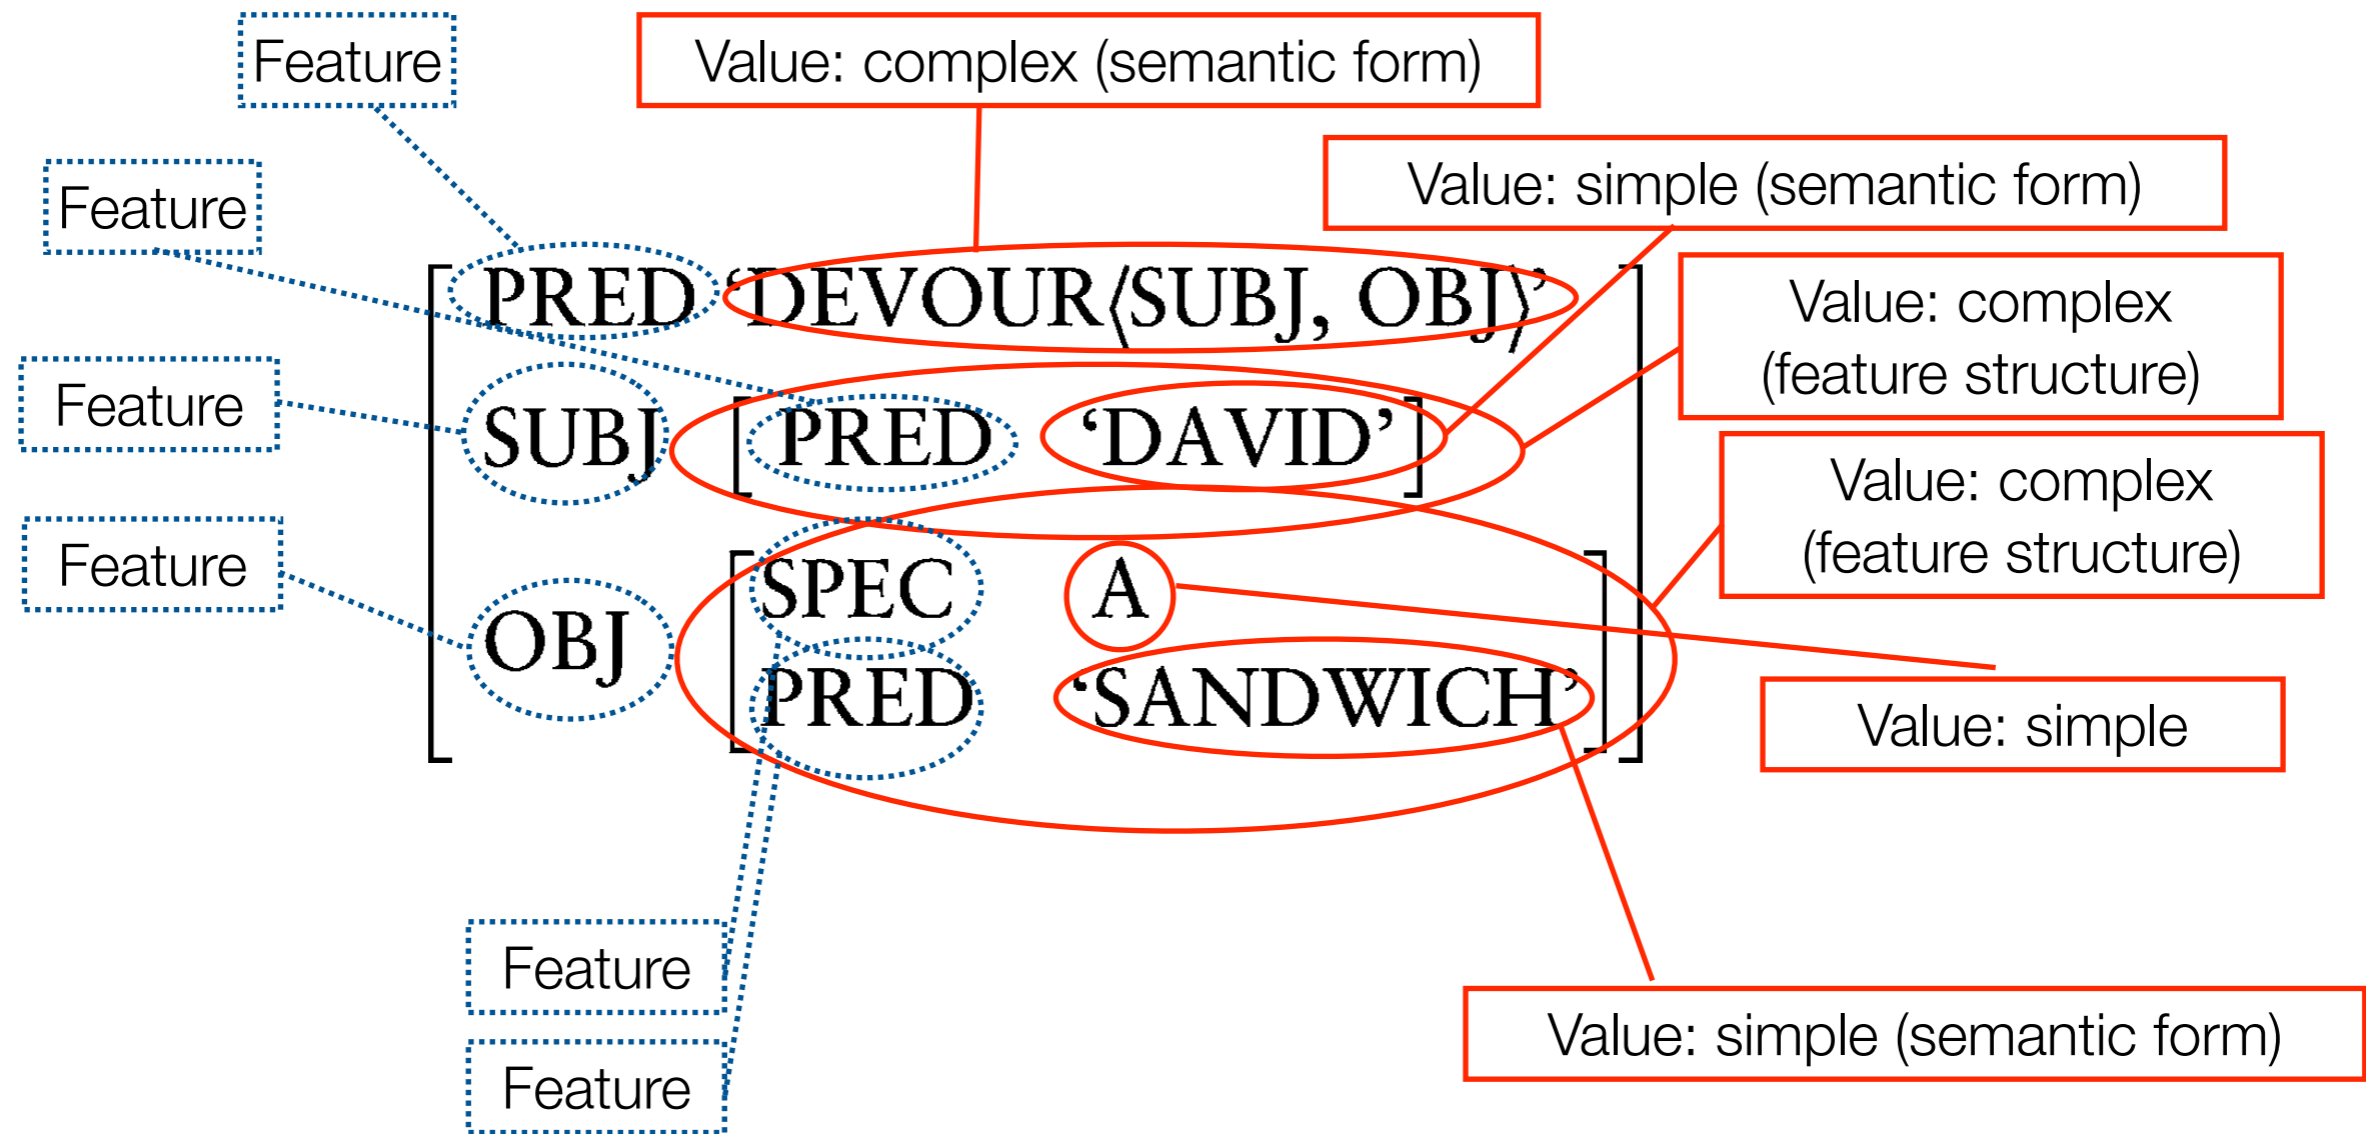 Feature
Value: complex (semantic form)
Value: simple (semantic form)
Feature
PRED ‘DEVOUR⟨SUBJ, OBJ⟩’
Value: complex
(feature structure)
Feature
SUBJ [PRED ‘DAVID’]
Value: complex
(feature structure)
Feature
SPEC A
OBJ
PRED ‘SANDWICH’
Value: simple
Feature
Value: simple (semantic form)
Feature